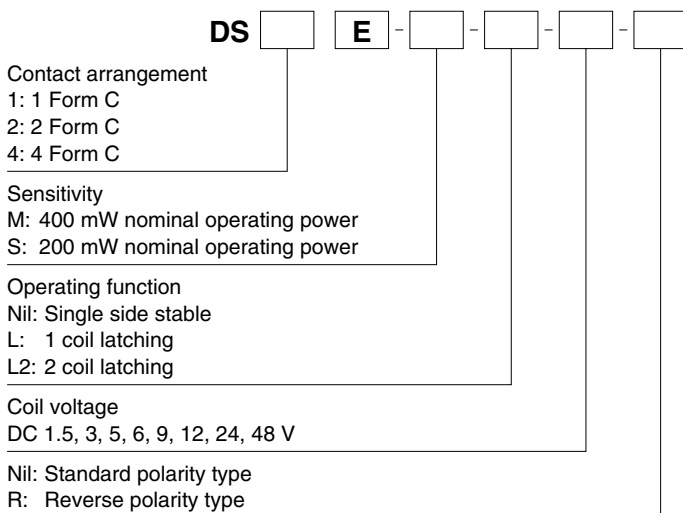 DS E - - - -
Contact arrangement
1: 1 Form C
2: 2 Form C
4: 4 Form C
Sensitivity
M: 400 mW nominal operating power
S: 200 mW nominal operating power
Operating function
Nil: Single side stable
L: 1 coil latching
L2: 2 coil latching
Coil voltage
DC 1.5, 3, 5, 6, 9, 12, 24, 48 V
Nil: Standard polarity type
R: Reverse polarity type